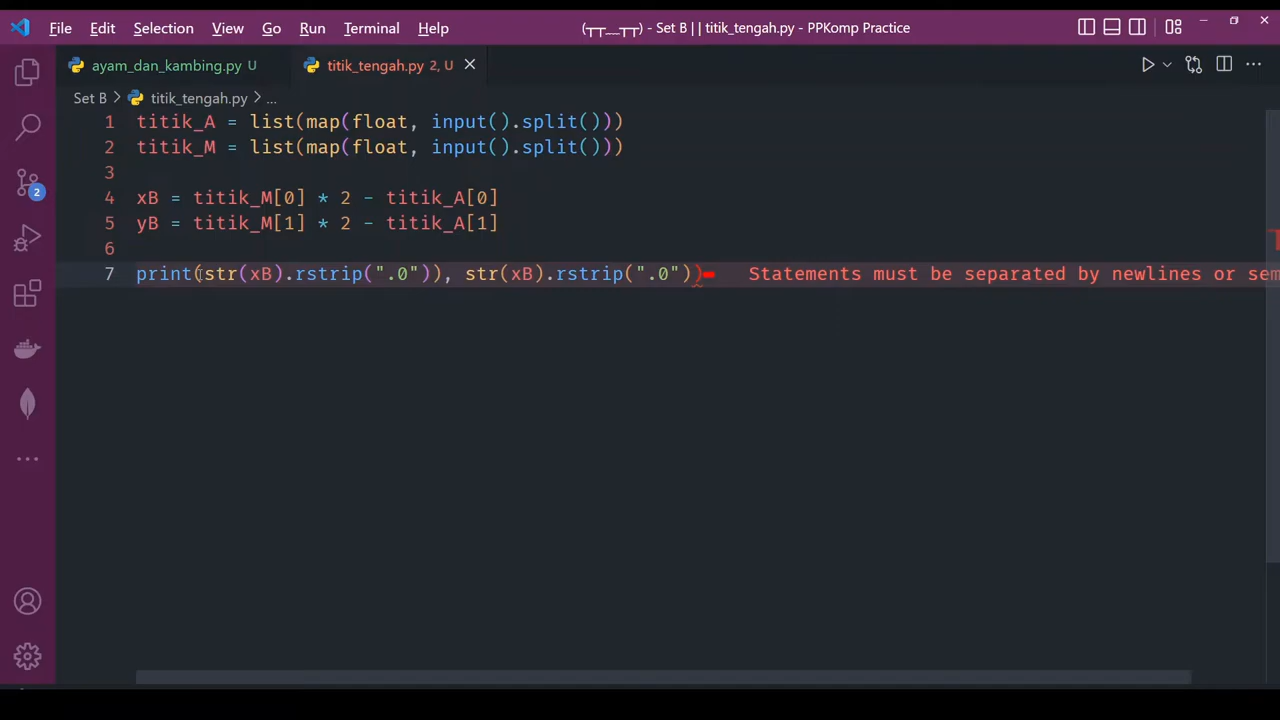 File Edit Selection View Go Run Terminal Help (┬┬﹏┬┬) - Set B | | titik_tengah.py - PPKomp Practice
ayam_dan_kambing.py U titik_tengah.py 2, U
Set B > titik_tengah.py > ...
1 titik_A = list(map(float, input().split()))
2 titik_M = list(map(float, input().split()))
3
4 xB = titik_M[0] * 2 - titik_A[0]
5 yB = titik_M[1] * 2 - titik_A[1]
6
7 print(str(xB).rstrip(".0")), str(xB).rstrip(".0")) Statements must be separated by newlines or sem
2